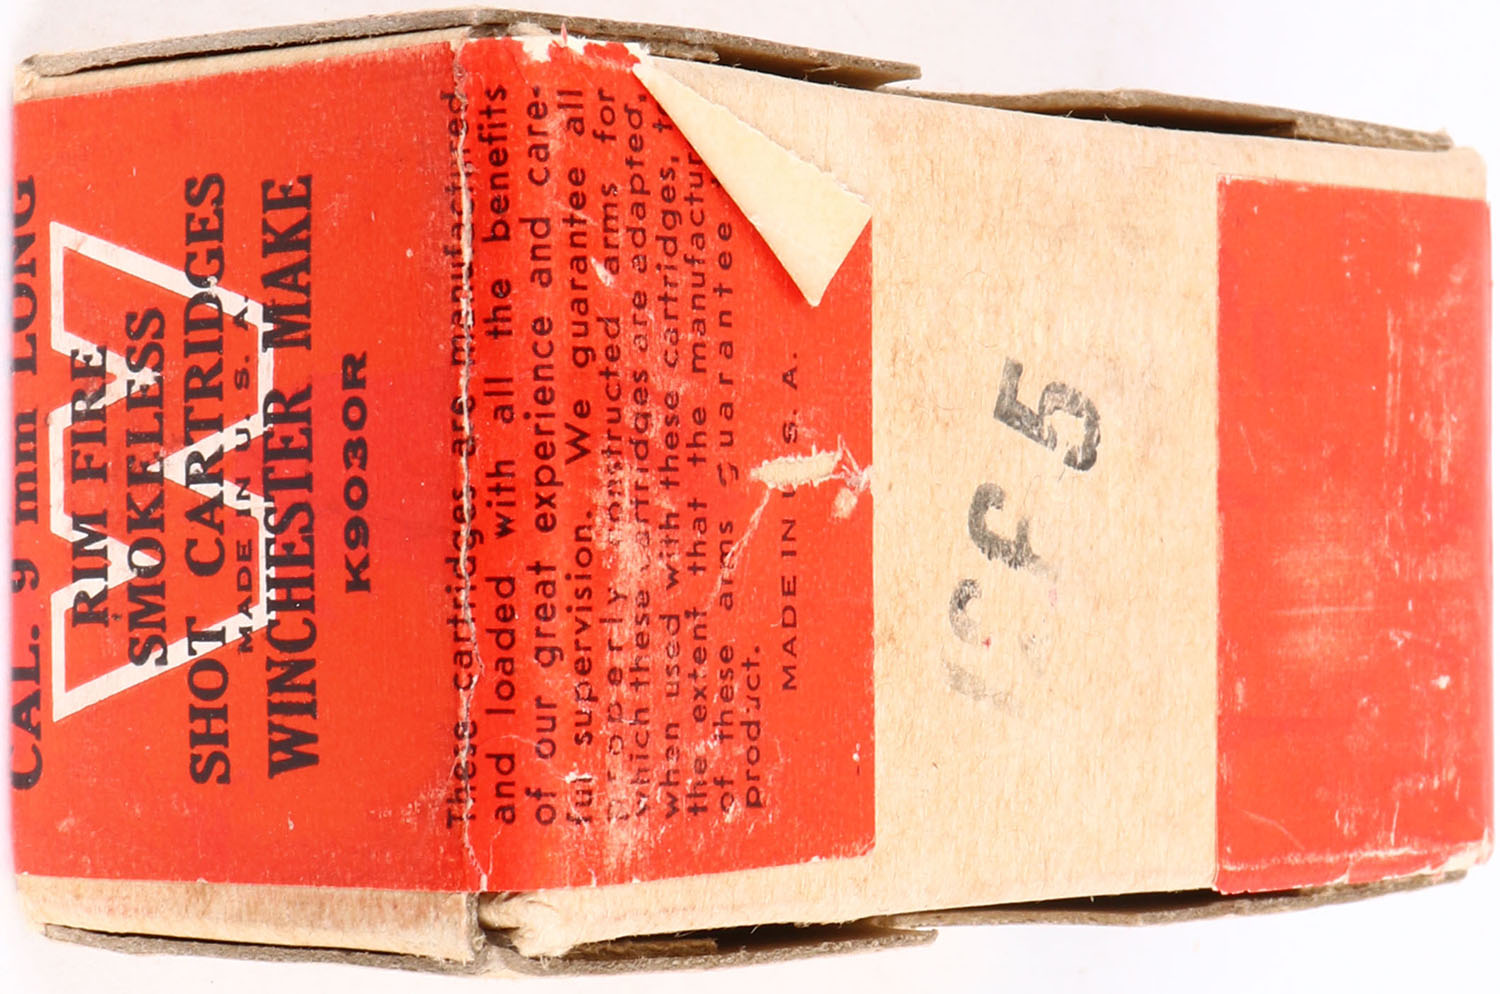 CAL. 9 mm LONG
RIM FIRE
SMOKELESS
SHOT CARTRIDGES
MADE IN U.S.A.
WINCHESTER MAKE
K9030R
These cartridges are manufactured
and loaded with all the benefits
of our great experience and care-
ful supervision. We guarantee all
properly constructed arms for
which these cartridges are adapted,
when used with these cartridges, t
the extent that the manufactur
of these arms guarantee
product.
MADE IN U.S.A.
5